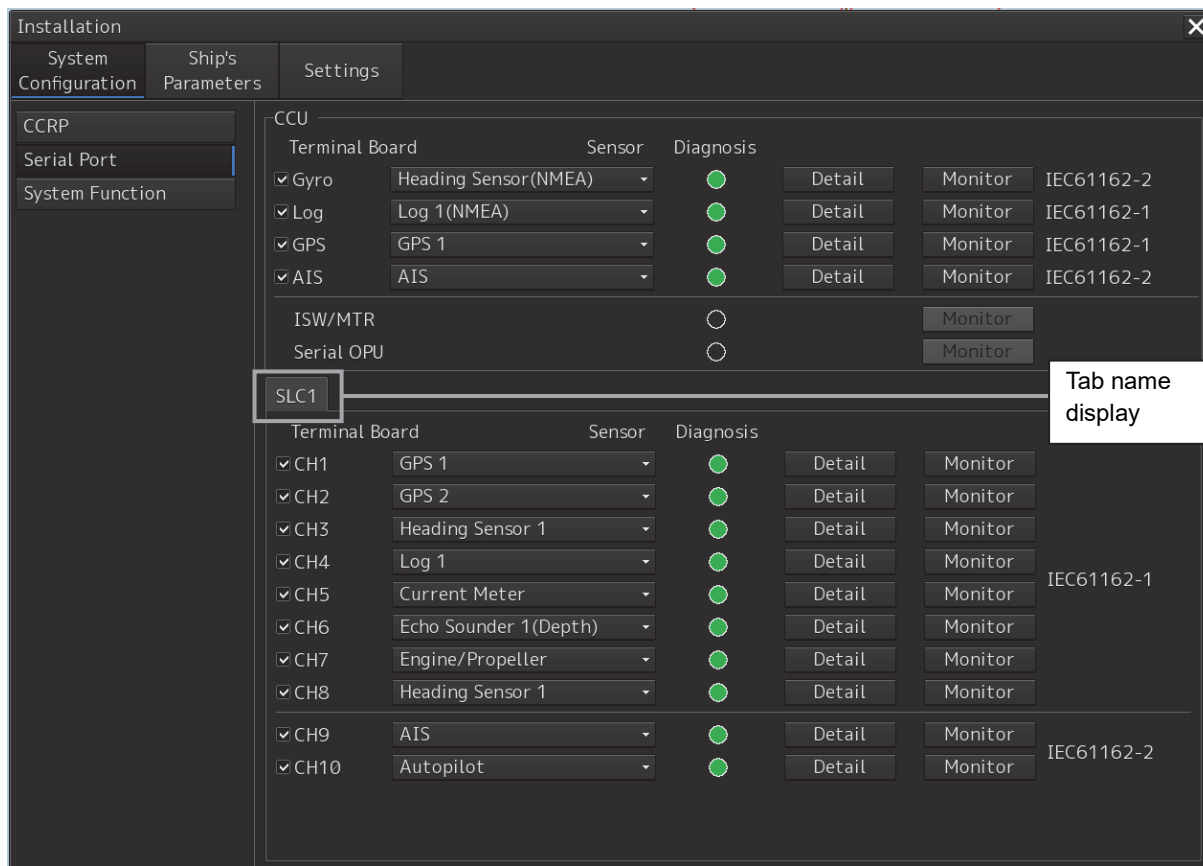 Installation
System Configuration
Ship's Parameters
Settings
CCRP
Serial Port
System Function
CCU
Terminal Board Sensor Diagnosis
Gyro Heading Sensor(NMEA) Detail Monitor IEC61162-2
Log Log 1(NMEA) Detail Monitor IEC61162-1
GPS GPS 1 Detail Monitor IEC61162-1
AIS AIS Detail Monitor IEC61162-2
ISW/MTR Monitor
Serial OPU Monitor
SLC1
Tab name
display
Terminal Board Sensor Diagnosis
CH1 GPS 1 Detail Monitor
CH2 GPS 2 Detail Monitor
CH3 Heading Sensor 1 Detail Monitor
CH4 Log 1 Detail Monitor
IEC61162-1
CH5 Current Meter Detail Monitor
CH6 Echo Sounder 1(Depth) Detail Monitor
CH7 Engine/Propeller Detail Monitor
CH8 Heading Sensor 1 Detail Monitor
CH9 AIS Detail Monitor
IEC61162-2
CH10 Autopilot Detail Monitor